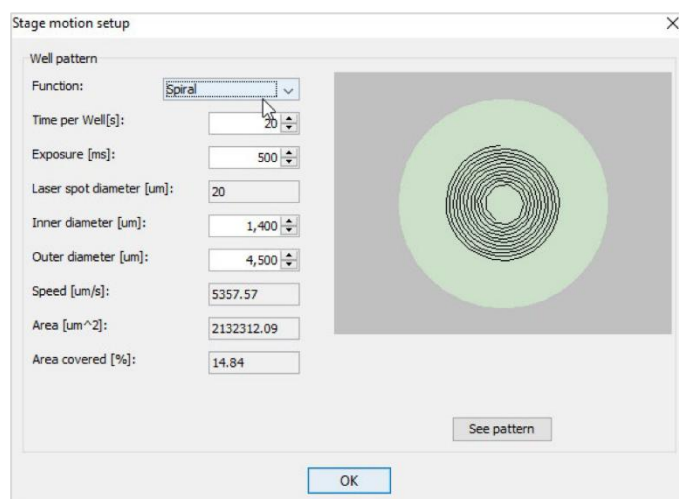 Stage motion setup
Well pattern
Function: Spiral
Time per Well[s]: 20
Exposure [ms]: 500
Laser spot diameter [um]: 20
Inner diameter [um]: 1,400
Outer diameter [um]: 4,500
Speed [um/s]: 5357.57
Area [um^2]: 2132312.09
Area covered [%]: 14.84
See pattern
OK